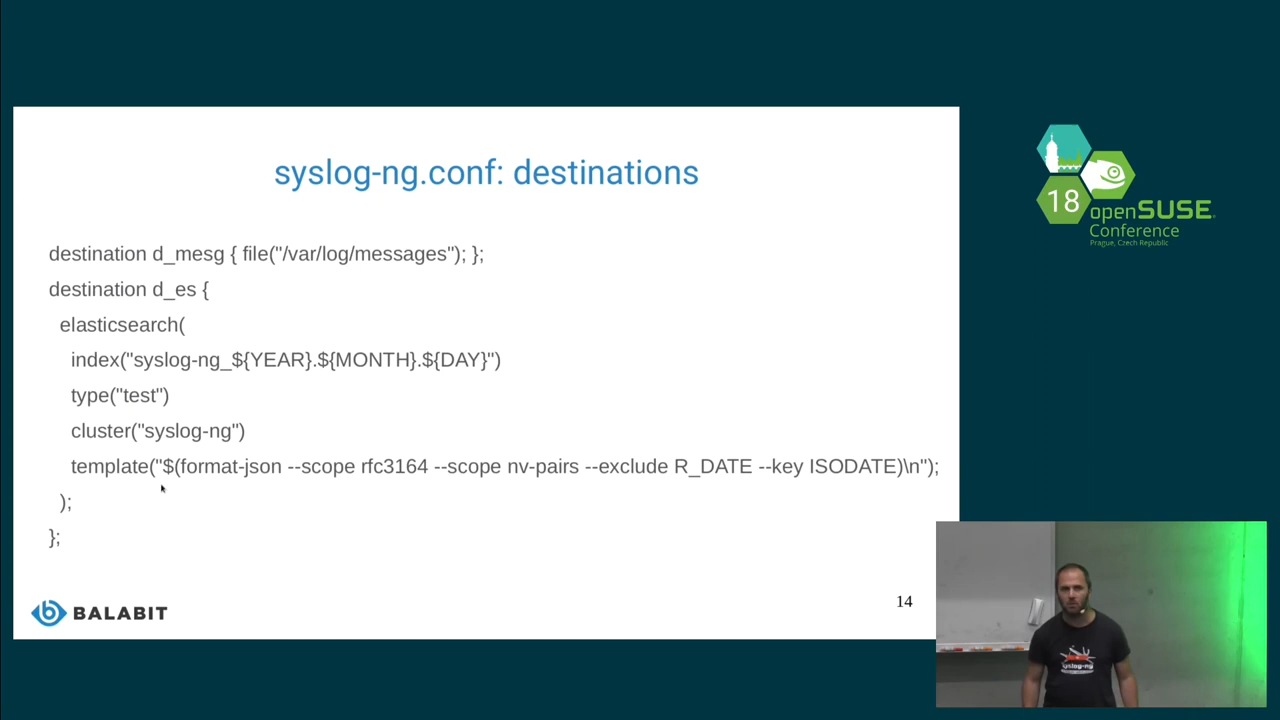 syslog-ng.conf: destinations
destination d_mesg { file("/var/log/messages"); };
destination d_es {
elasticsearch(
index("syslog-ng_${YEAR}.${MONTH}.${DAY}")
type("test")
cluster("syslog-ng")
template("$(format-json --scope rfc3164 --scope nv-pairs --exclude R_DATE --key ISODATE)\n");
);
};
BALABIT
14
18
openSUSE
Conference
Prague, Czech Republic
syslog-ng